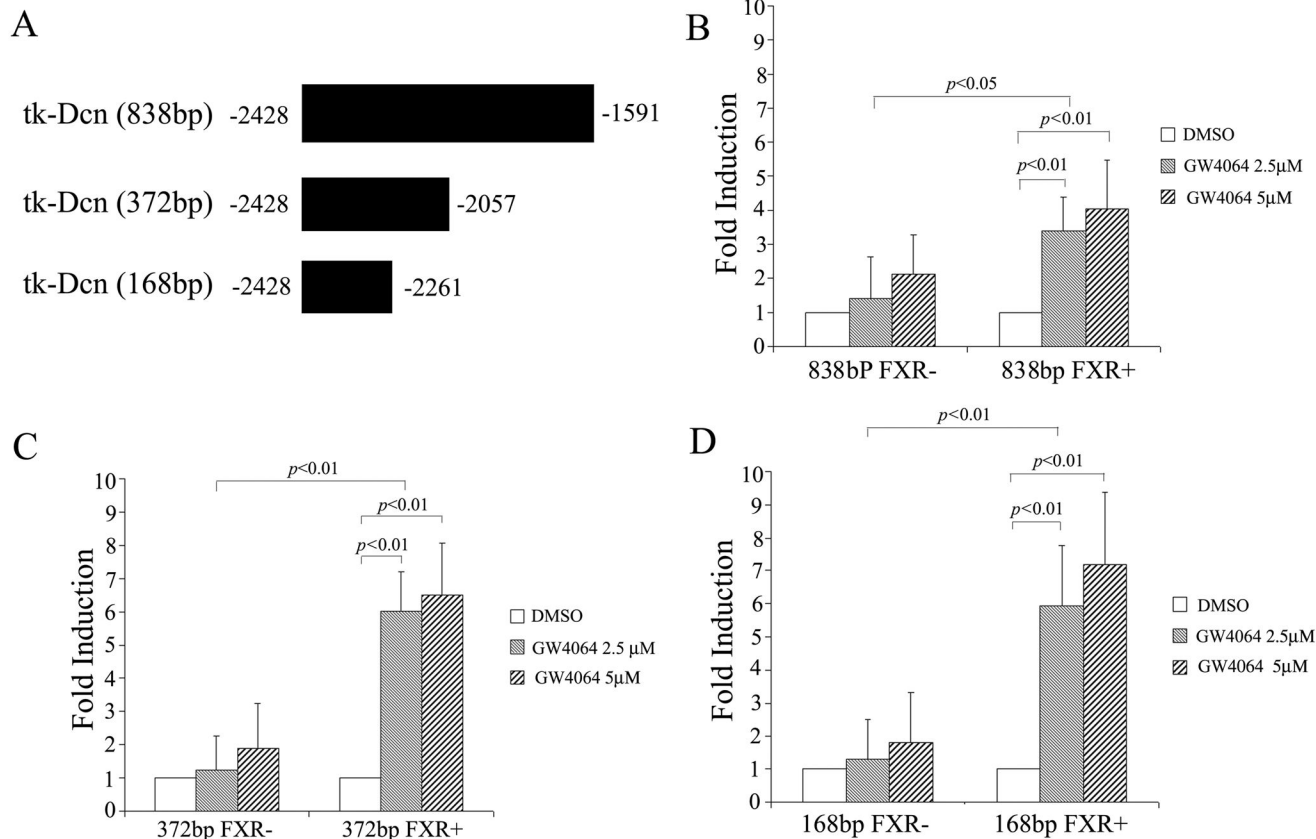 A
tk-Dcn (838bp) -2428 -1591
tk-Dcn (372bp) -2428 -2057
tk-Dcn (168bp) -2428 -2261
B
Fold Induction
10
9
8
7
6
5
4
3
2
1
0
p<0.05
p<0.01
p<0.01
DMSO
GW4064 2.5μM
GW4064 5μM
838bP FXR- 838bp FXR+
C
Fold Induction
10
9
8
7
6
5
4
3
2
1
0
p<0.01
p<0.01
p<0.01
DMSO
GW4064 2.5 μM
GW4064 5μM
372bp FXR- 372bp FXR+
D
Fold Induction
10
9
8
7
6
5
4
3
2
1
0
p<0.01
p<0.01
p<0.01
DMSO
GW4064 2.5μM
GW4064 5μM
168bp FXR- 168bp FXR+